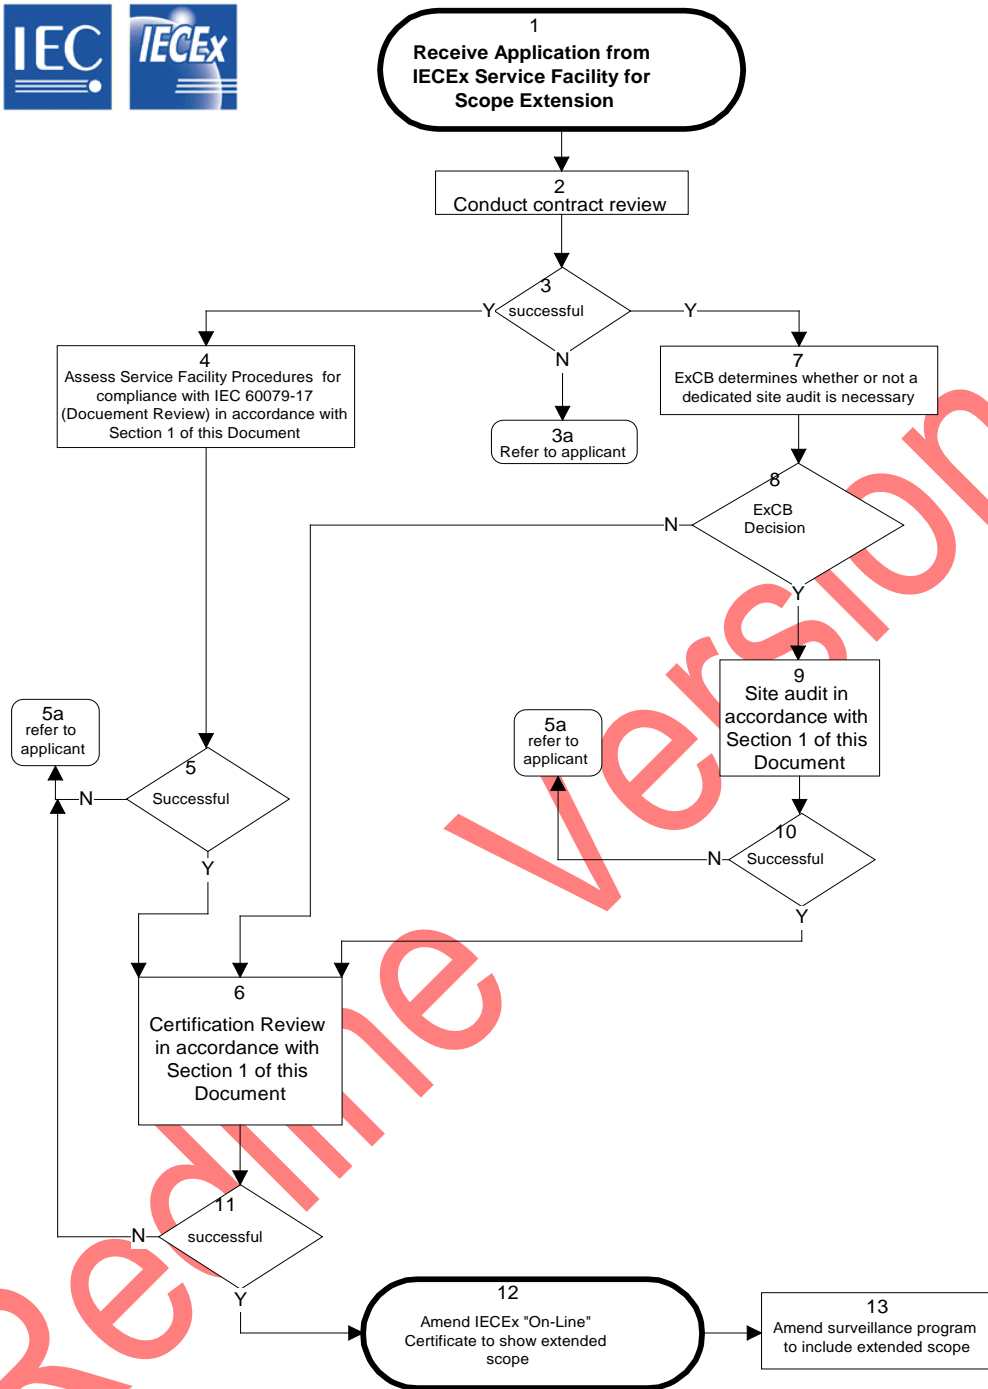 IEC
IECEx
1
Receive Application from
IECEx Service Facility for
Scope Extension
2
Conduct contract review
3
successful
Y
Y
N
4
Assess Service Facility Procedures for
compliance with IEC 60079-17
(Docuement Review) in accordance with
Section 1 of this Document
3a
Refer to applicant
7
ExCB determines whether or not a
dedicated site audit is necessary
8
ExCB
Decision
N
Y
9
Site audit in
accordance with
Section 1 of this
Document
5a
refer to
applicant
5
Successful
N
Y
5a
refer to
applicant
10
Successful
N
Y
6
Certification Review
in accordance with
Section 1 of this
Document
11
successful
N
Y
12
Amend IECEx "On-Line"
Certificate to show extended
scope
13
Amend surveillance program
to include extended scope
Redline Version